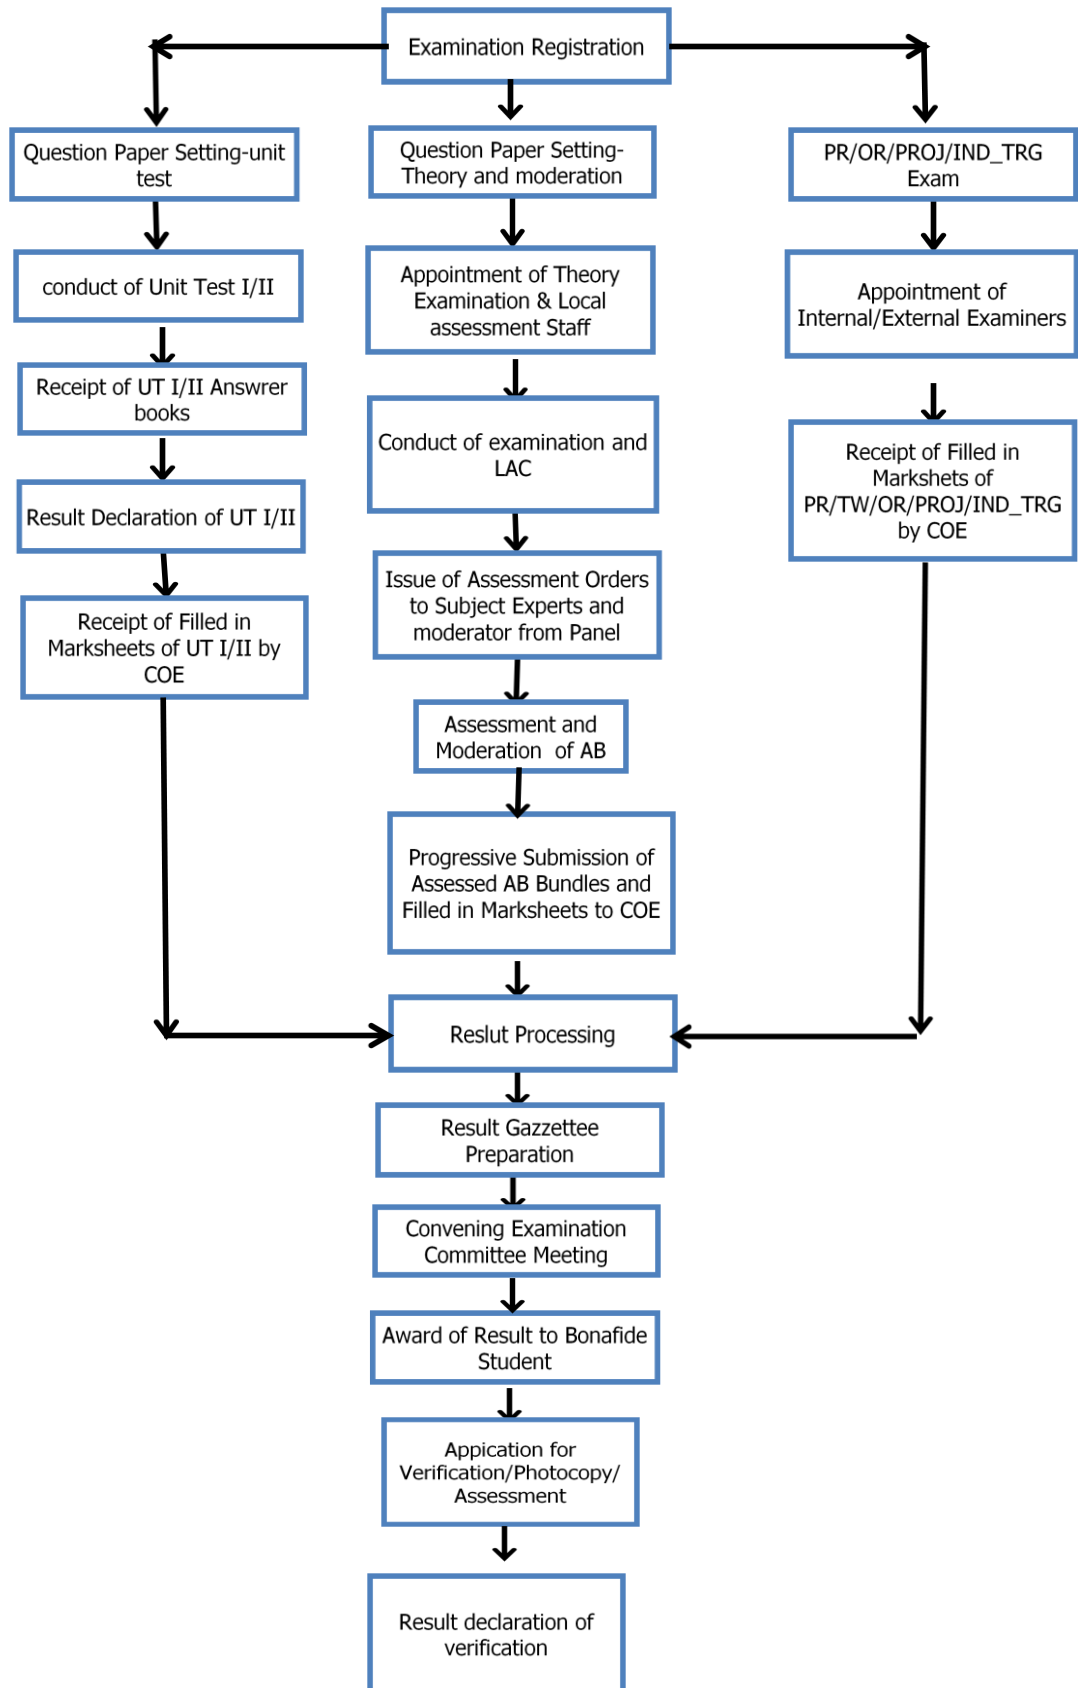 Examination Registration
Question Paper Setting-unit
test
conduct of Unit Test I/II
Receipt of UT I/II Answrer
books
Result Declaration of UT I/II
Receipt of Filled in
Marksheets of UT I/II by
COE
Question Paper Setting-
Theory and moderation
Appointment of Theory
Examination & Local
assessment Staff
Conduct of examination and
LAC
Issue of Assessment Orders
to Subject Experts and
moderator from Panel
Assessment and
Moderation of AB
Progressive Submission of
Assessed AB Bundles and
Filled in Marksheets to COE
PR/OR/PROJ/IND_TRG
Exam
Appointment of
Internal/External Examiners
Receipt of Filled in
Markshets of
PR/TW/OR/PROJ/IND_TRG
by COE
Reslut Processing
Result Gazzettee
Preparation
Convening Examination
Committee Meeting
Award of Result to Bonafide
Student
Appication for
Verification/Photocopy/
Assessment
Result declaration of
verification